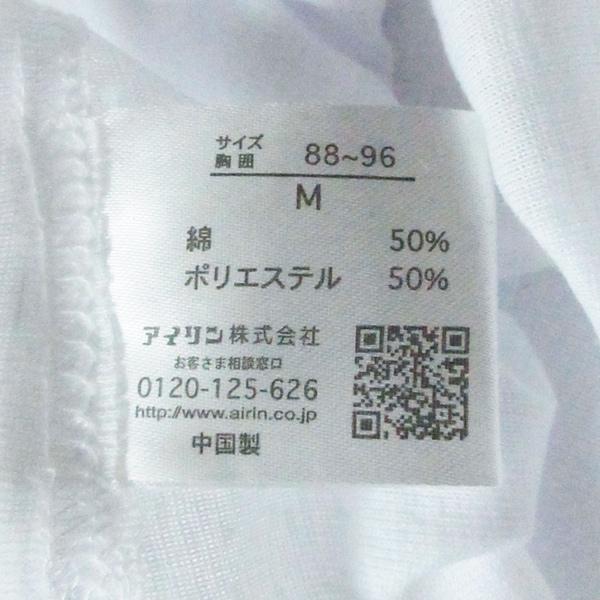 サイズ
胸囲 88~96
M
綿 50%
ポリエステル 50%
アイリン株式会社
お客さま相談窓口
0120-125-626
http://www.airin.co.jp
中国製